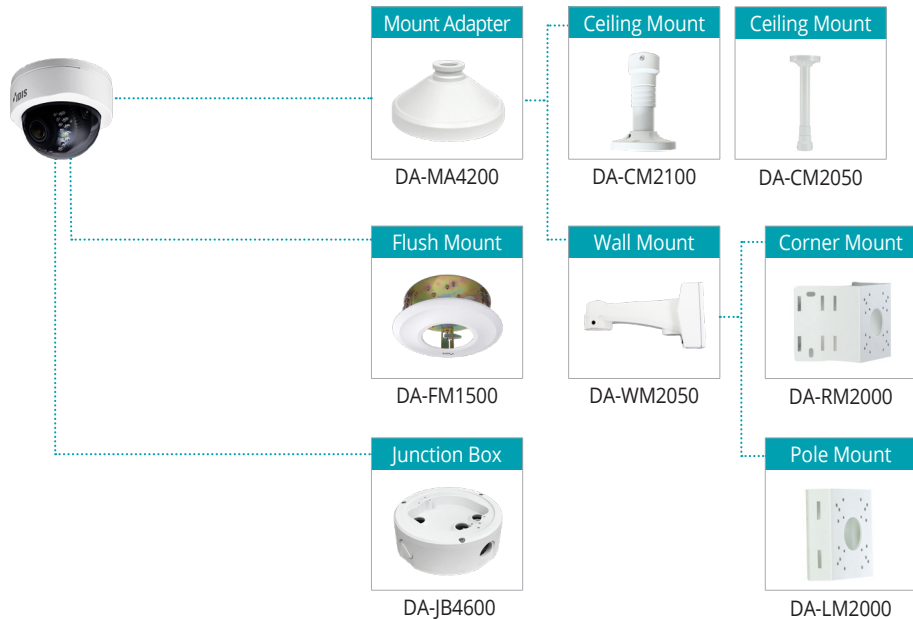 Mount Adapter
Ceiling Mount
Ceiling Mount
IDIS
DA-MA4200
DA-CM2100
DA-CM2050
Flush Mount
Wall Mount
Corner Mount
DA-FM1500
DA-WM2050
DA-RM2000
Junction Box
Pole Mount
DA-JB4600
DA-LM2000